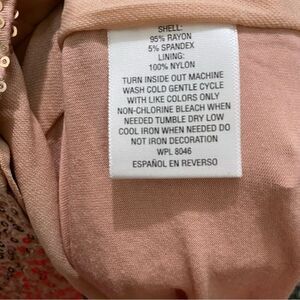 SHELL:
95% RAYON
5% SPANDEX
LINING:
100% NYLON
TURN INSIDE OUT MACHINE
WASH COLD GENTLE CYCLE
WITH LIKE COLORS ONLY
NON-CHLORINE BLEACH WHEN
NEEDED TUMBLE DRY LOW
COOL IRON WHEN NEEDED DO
NOT IRON DECORATION
WPL 8046
ESPAÑOL EN REVERSO